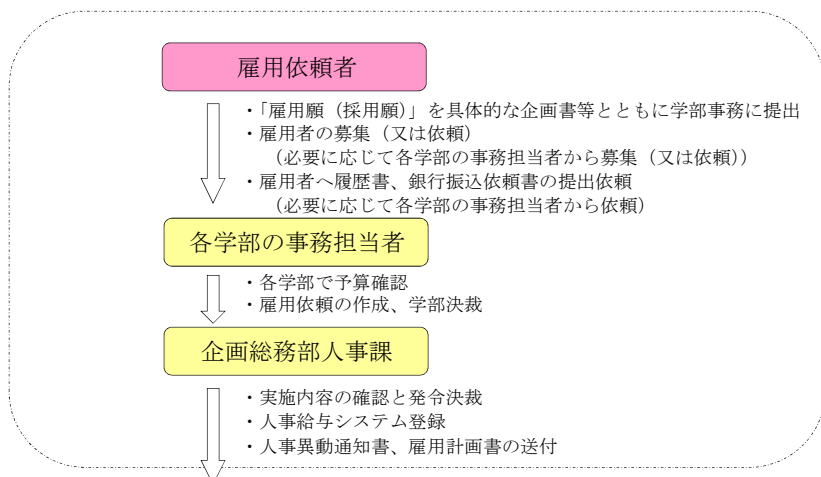 雇用依頼者
・「雇用願（採用願）」を具体的な企画書等とともに学部事務に提出
・雇用者の募集（又は依頼）
（必要に応じて各学部の事務担当者から募集（又は依頼））
・雇用者へ履歴書、銀行振込依頼書の提出依頼
（必要に応じて各学部の事務担当者から依頼）
各学部の事務担当者
・各学部で予算確認
・雇用依頼の作成、学部決裁
企画総務部人事課
・実施内容の確認と発令決裁
・人事給与システム登録
・人事異動通知書、雇用計画書の送付